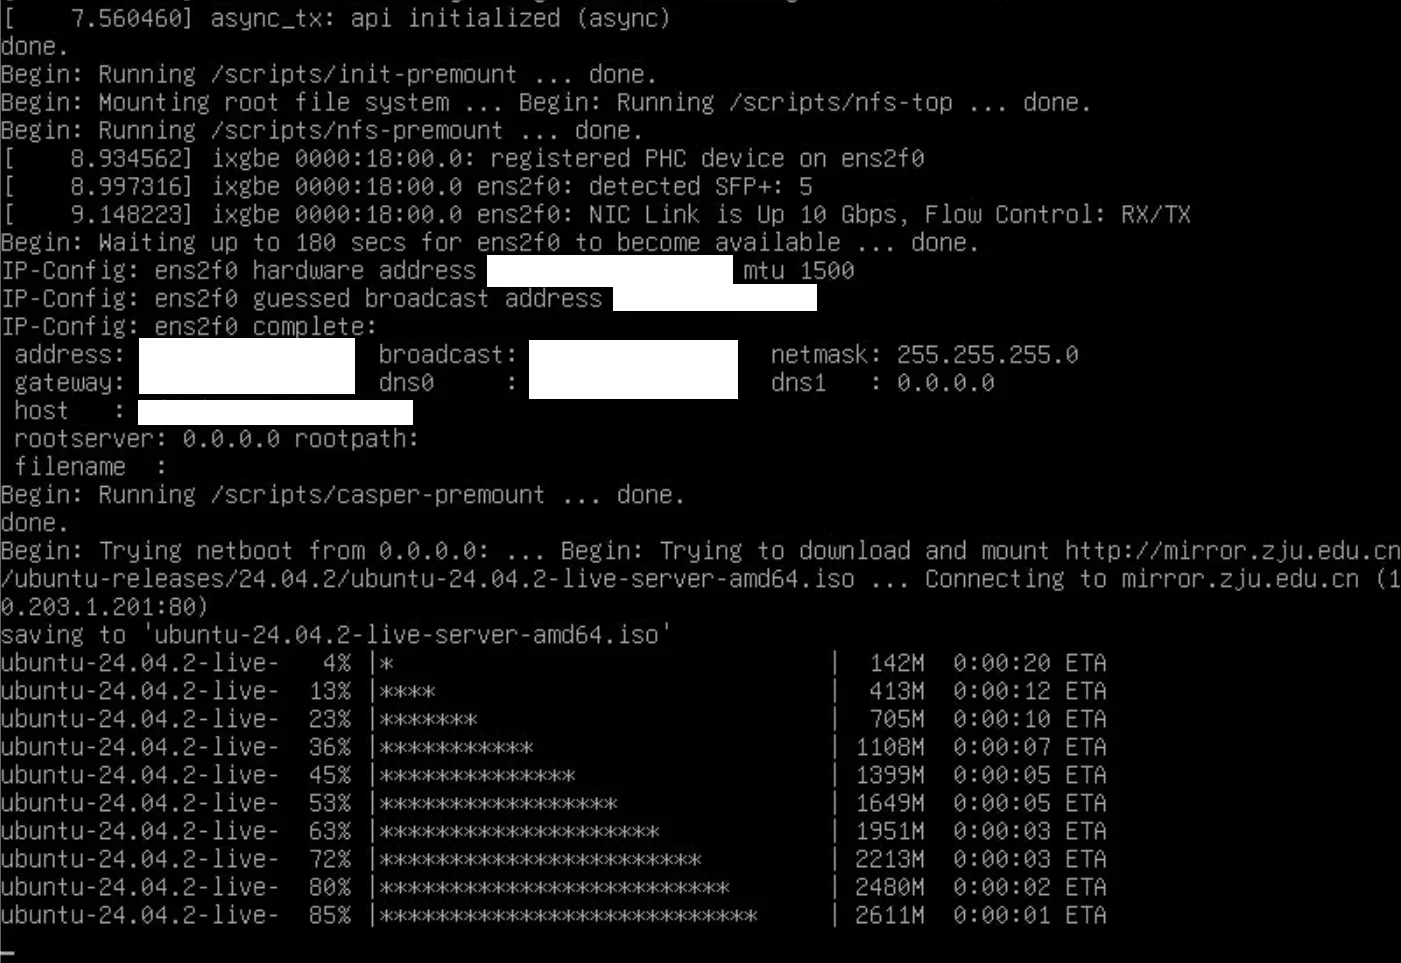 [    7.560460] async_tx: api initialized (async)
done.
Begin: Running /scripts/init-premount ... done.
Begin: Mounting root file system ... Begin: Running /scripts/nfs-top ... done.
Begin: Running /scripts/nfs-premount ... done.
[    8.934562] ixgbe 0000:18:00.0: registered PHC device on ens2f0
[    8.997316] ixgbe 0000:18:00.0 ens2f0: detected SFP+: 5
[    9.148223] ixgbe 0000:18:00.0 ens2f0: NIC Link is Up 10 Gbps, Flow Control: RX/TX
Begin: Waiting up to 180 secs for ens2f0 to become available ... done.
IP-Config: ens2f0 hardware address mtu 1500
IP-Config: ens2f0 guessed broadcast address
IP-Config: ens2f0 complete:
 address: broadcast: netmask: 255.255.255.0
 gateway: dns0     : dns1   : 0.0.0.0
 host   :
 rootserver: 0.0.0.0 rootpath:
 filename  :
Begin: Running /scripts/casper-premount ... done.
done.
Begin: Trying netboot from 0.0.0.0: ... Begin: Trying to download and mount http://mirror.zju.edu.cn
/ubuntu-releases/24.04.2/ubuntu-24.04.2-live-server-amd64.iso ... Connecting to mirror.zju.edu.cn (1
0.203.1.201:80)
saving to 'ubuntu-24.04.2-live-server-amd64.iso'
ubuntu-24.04.2-live-   4% |*                                |  142M  0:00:20 ETA
ubuntu-24.04.2-live-  13% |****                             |  413M  0:00:12 ETA
ubuntu-24.04.2-live-  23% |*******                          |  705M  0:00:10 ETA
ubuntu-24.04.2-live-  36% |***********                      | 1108M  0:00:07 ETA
ubuntu-24.04.2-live-  45% |**************                   | 1399M  0:00:05 ETA
ubuntu-24.04.2-live-  53% |*****************                | 1649M  0:00:05 ETA
ubuntu-24.04.2-live-  63% |********************             | 1951M  0:00:03 ETA
ubuntu-24.04.2-live-  72% |***********************          | 2213M  0:00:03 ETA
ubuntu-24.04.2-live-  80% |*************************        | 2480M  0:00:02 ETA
ubuntu-24.04.2-live-  85% |***************************      | 2611M  0:00:01 ETA